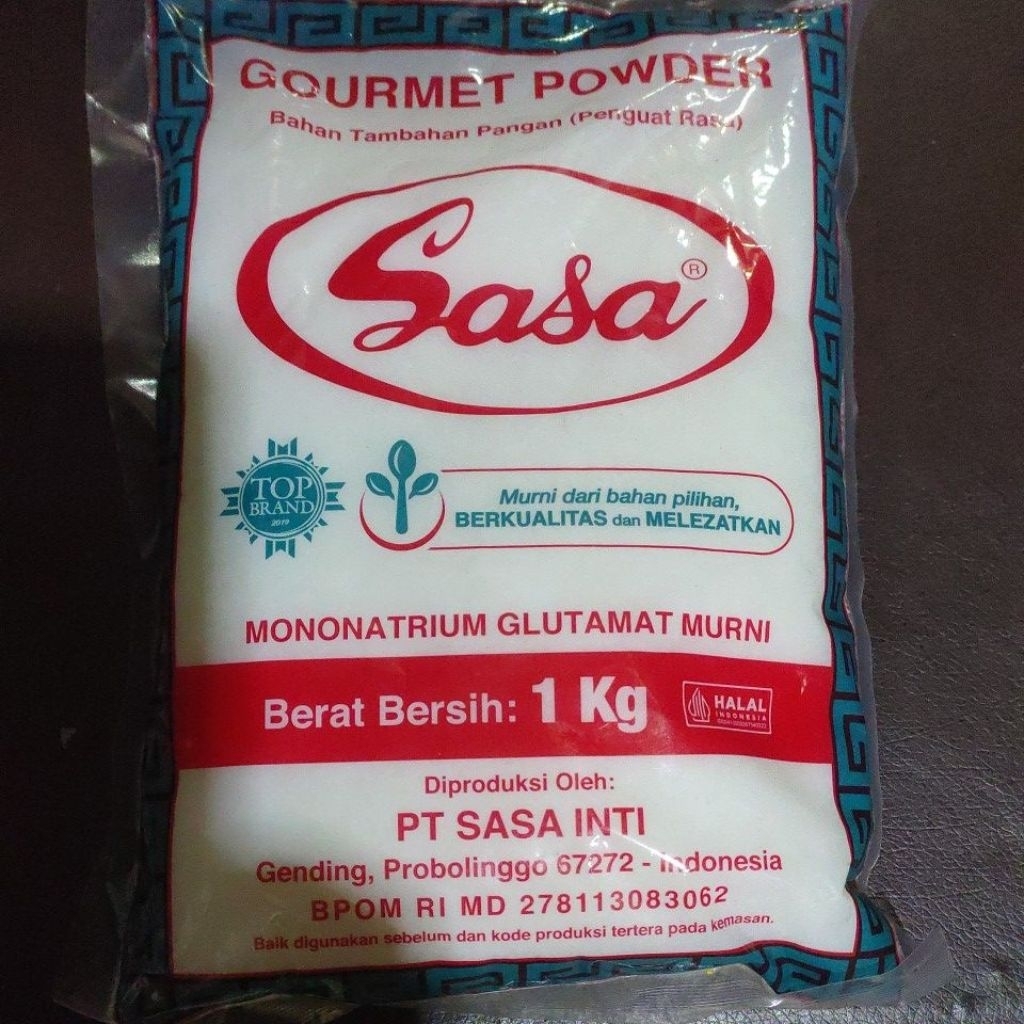 GOURMET POWDER
Bahan Tambahan Pangan (Penguat Rasa)
Sasa®
TOP
BRAND
2019
Murni dari bahan pilihan,
BERKUALITAS dan MELEZATKAN
MONONATRIUM GLUTAMAT MURNI
Berat Bersih: 1 Kg
HALAL
INDONESIA
Diproduksi Oleh:
PT SASA INTI
Gending, Probolinggo 67272 - Indonesia
BPOM RI MD 278113083062
Baik digunakan sebelum dan kode produksi tertera pada kemasan.